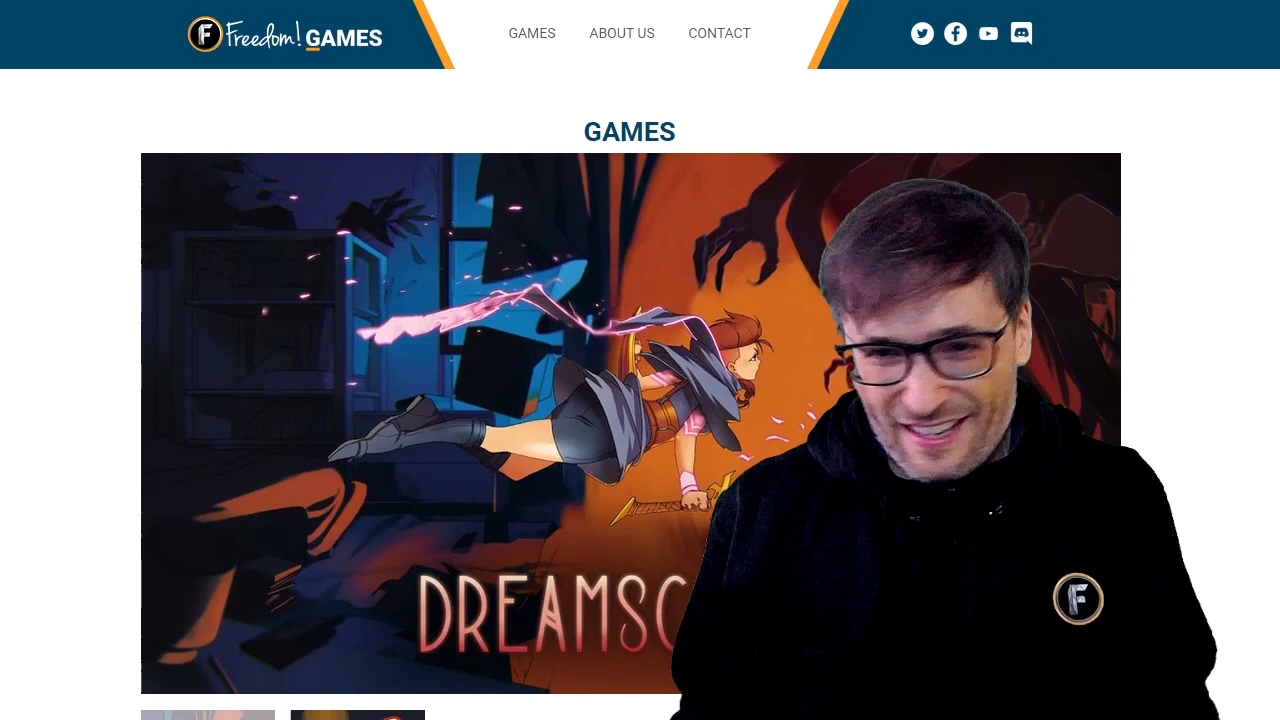 F Freedom! GAMES
GAMES ABOUT US CONTACT
GAMES
DREAMSC
F